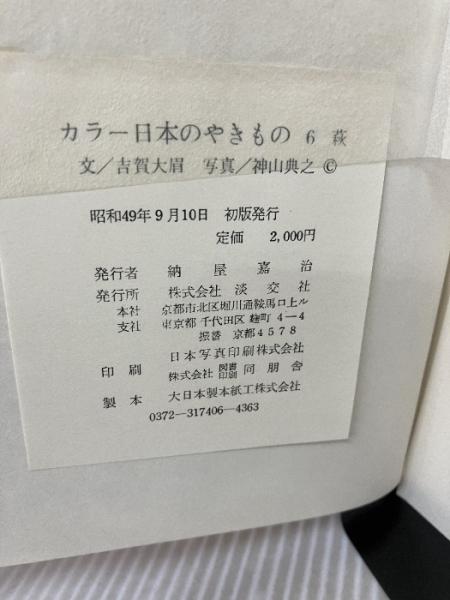 カラー日本のやきもの 6 萩
文／吉賀大眉 写真／神山典之 ©
昭和49年9月10日 初版発行
定価 2,000円
発行者 納屋嘉治
発行所 株式会社 淡交社
本社 京都市北区堀川通鞍馬口上ル
支社 東京都千代田区麹町4―4
振替 京都4578
日本写真印刷株式会社
印刷 株式会社 図書印刷 同朋舎
製本 大日本製本紙工株式会社
0372―317406―4363